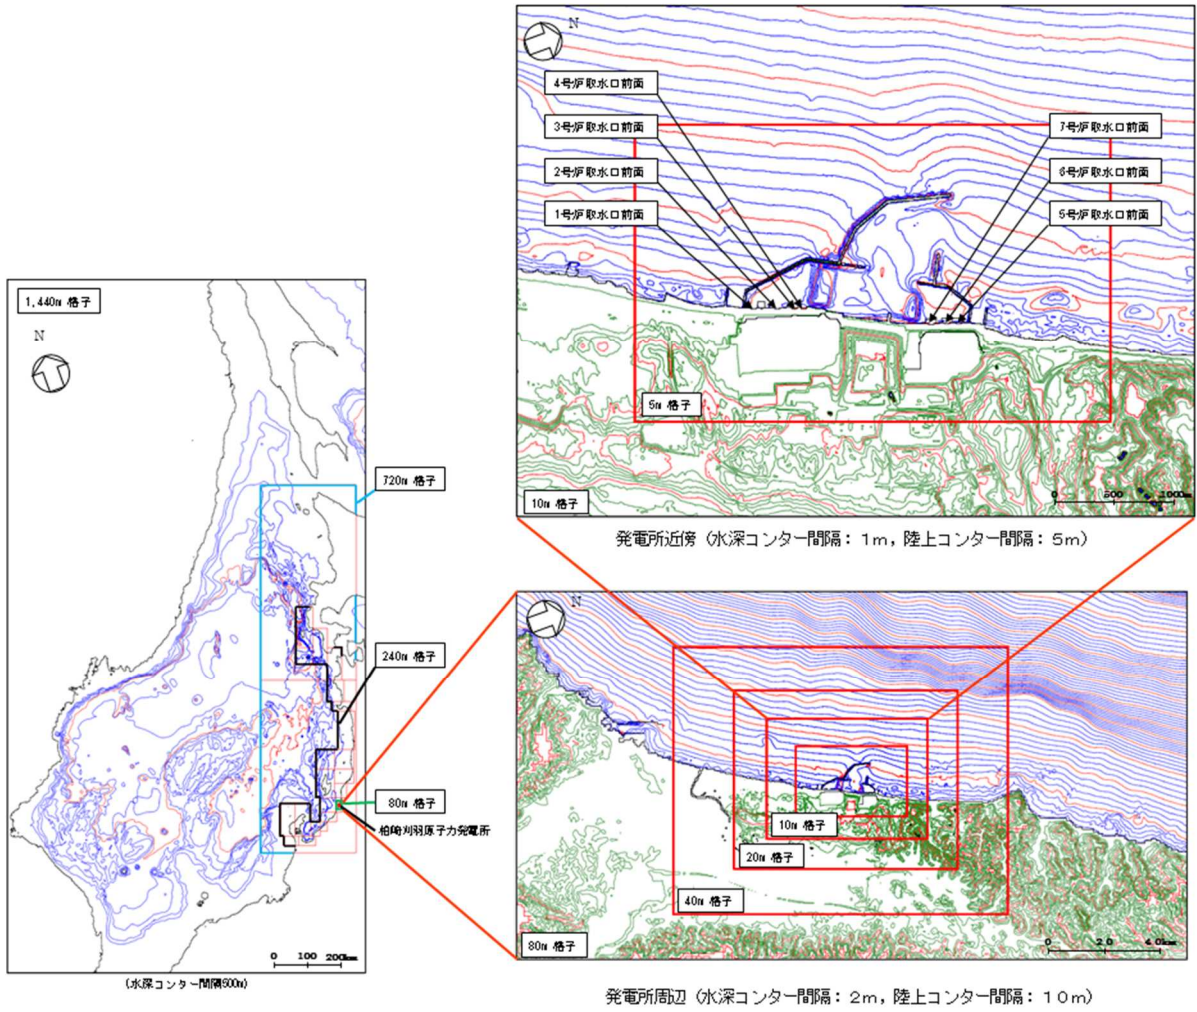 1,440m 格子
N
720m 格子
240m 格子
80m 格子
柏崎刈羽原子力発電所
0 100 200km
(水深コンター間隔500m)
N
4号炉取水口前面
3号炉取水口前面
2号炉取水口前面
1号炉取水口前面
7号炉取水口前面
6号炉取水口前面
5号炉取水口前面
5m 格子
10m 格子
0 500 1000m
発電所近傍（水深コンター間隔：1m，陸上コンター間隔：5m）
N
10m 格子
20m 格子
40m 格子
80m 格子
0 2.0 4.0km
発電所周辺（水深コンター間隔：2m，陸上コンター間隔：10m）